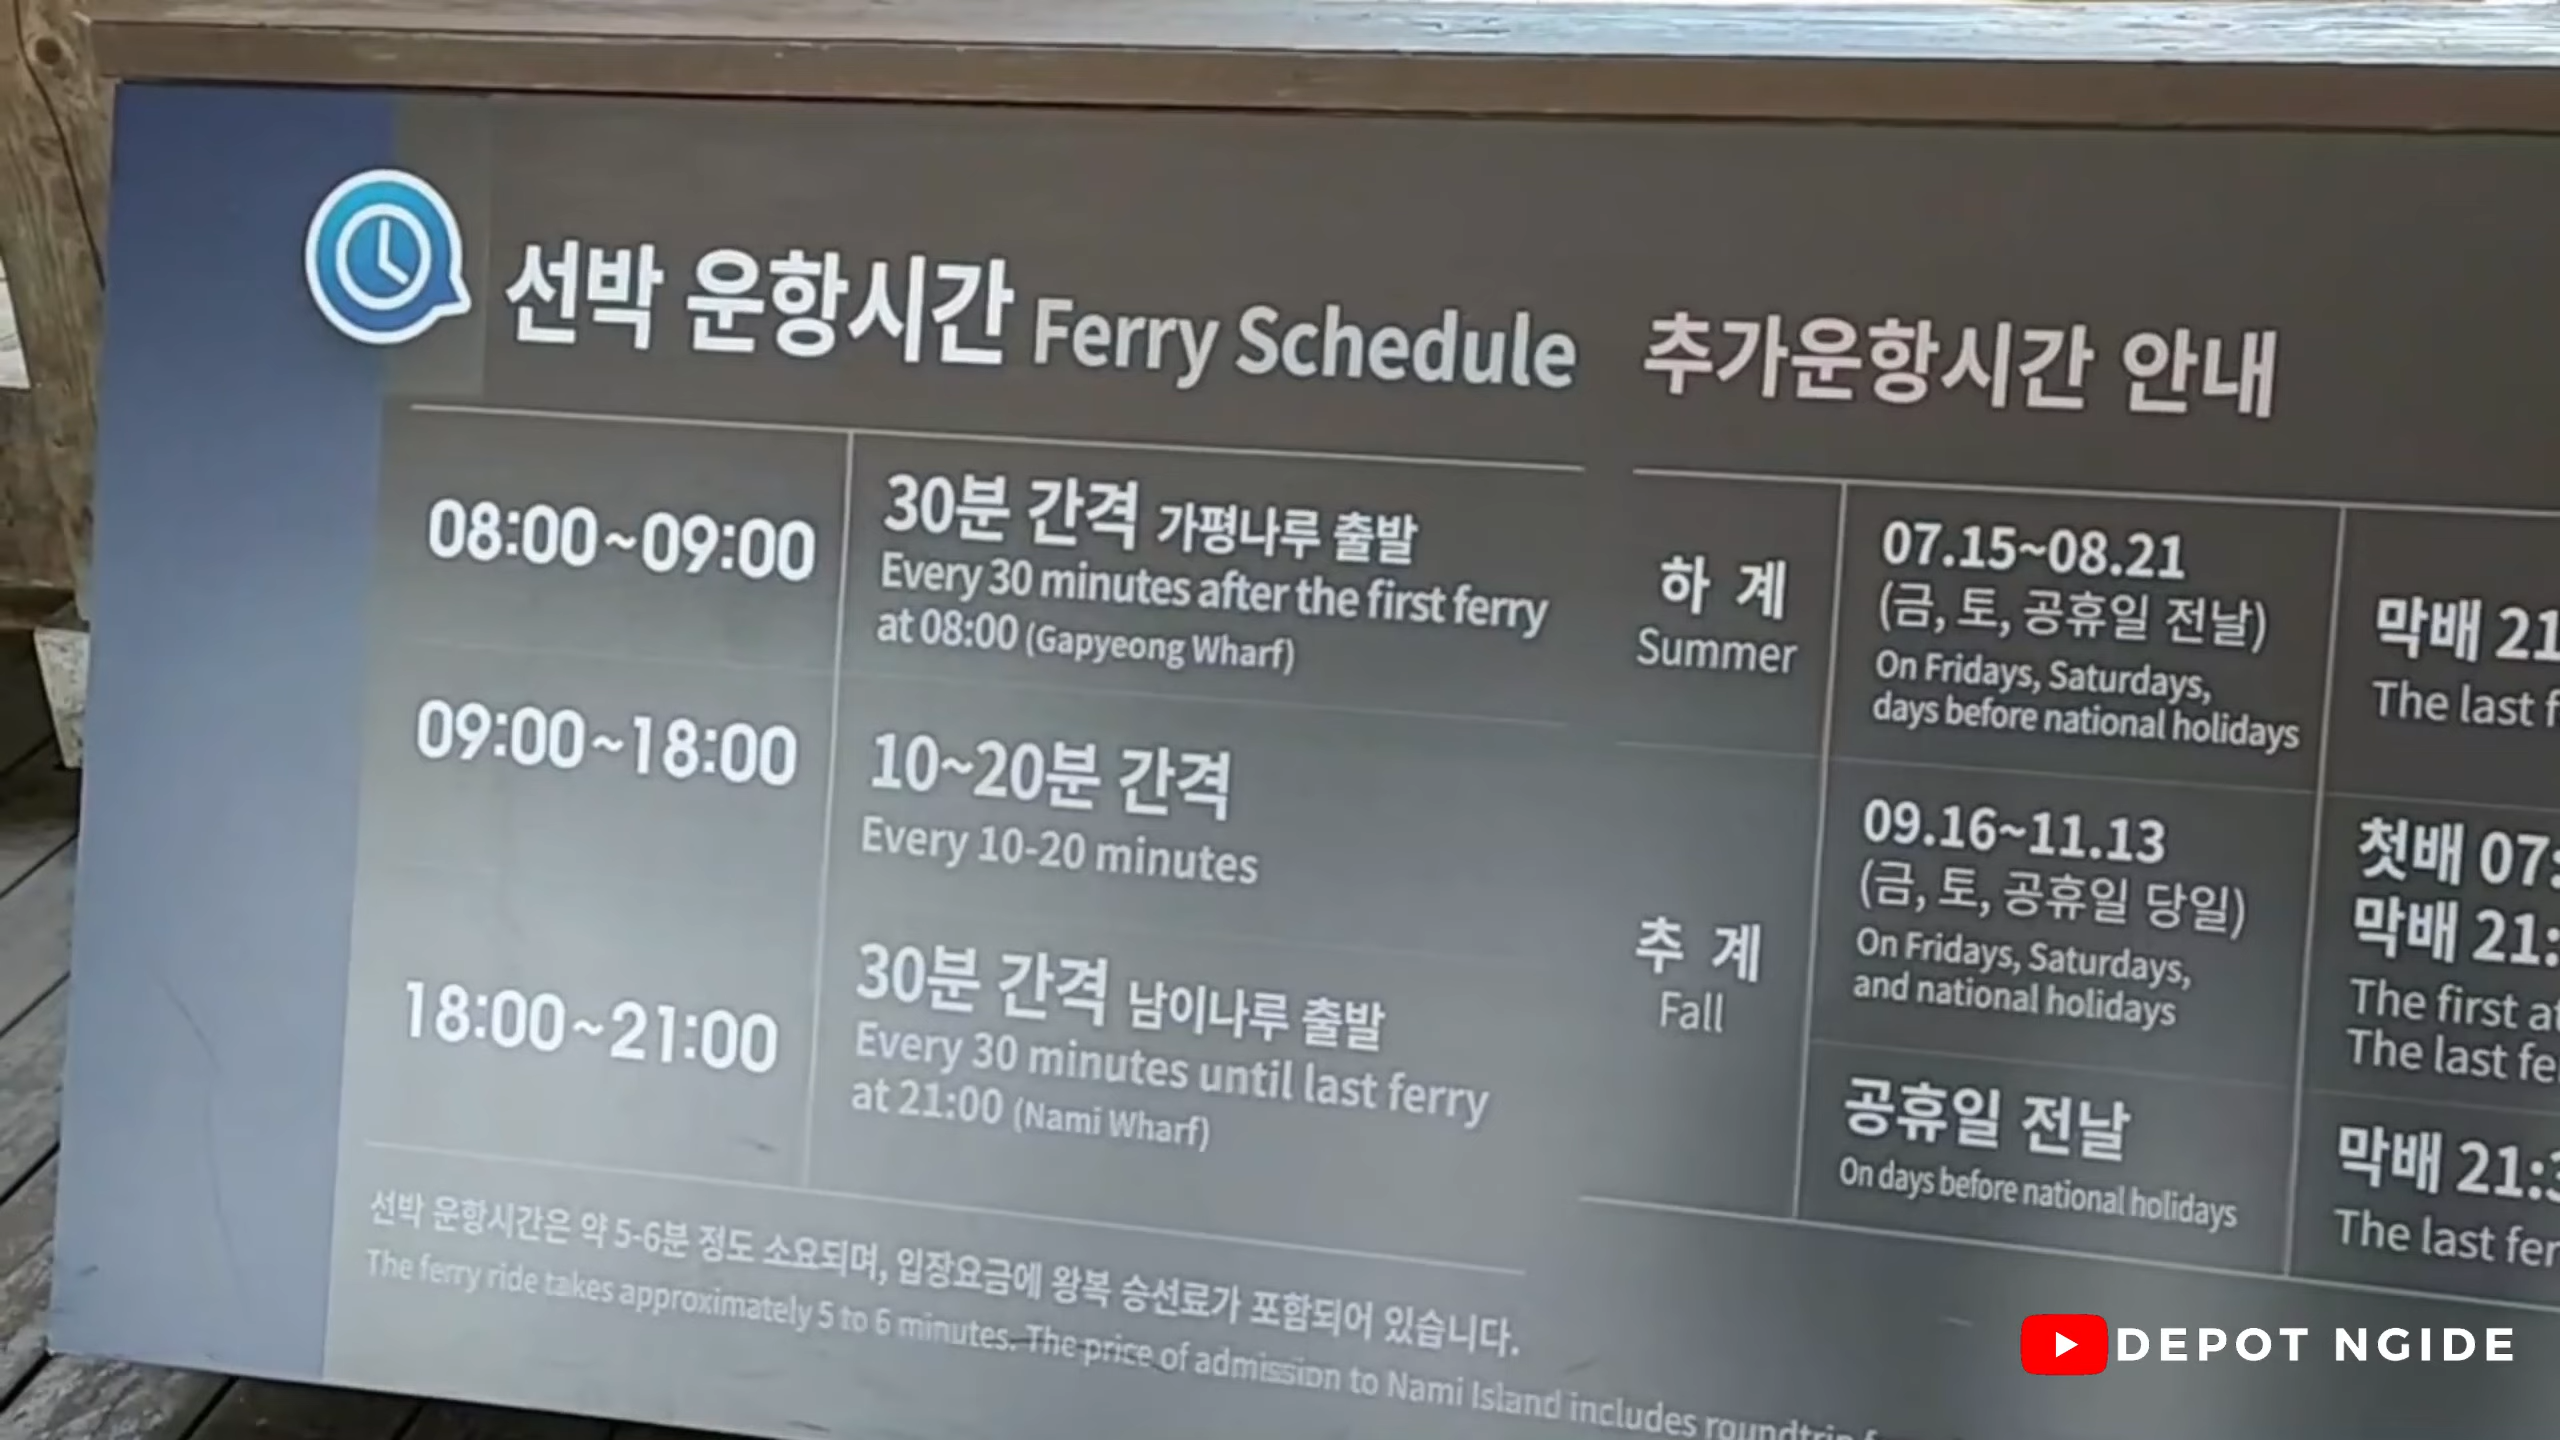 선박 운항시간 Ferry Schedule
08:00~09:00
30분 간격 가평나루 출발
Every 30 minutes after the first ferry
at 08:00 (Gapyeong Wharf)
09:00~18:00
10~20분 간격
Every 10-20 minutes
18:00~21:00
30분 간격 남이나루 출발
Every 30 minutes until last ferry
at 21:00 (Nami Wharf)
선박 운항시간은 약 5-6분 정도 소요되며, 입장요금에 왕복 승선료가 포함되어 있습니다.
The ferry ride takes approximately 5 to 6 minutes. The price of admission to Nami Island includes roundtrip
추가운항시간 안내
하 계
Summer
07.15~08.21
(금, 토, 공휴일 전날)
On Fridays, Saturdays,
days before national holidays
막배 21
The last
추 계
Fall
09.16~11.13
(금, 토, 공휴일 당일)
On Fridays, Saturdays,
and national holidays
첫배 07:
막배 21:
The first at
The last
공휴일 전날
On days before national holidays
막배 21:3
The last
DEPOT NGIDE